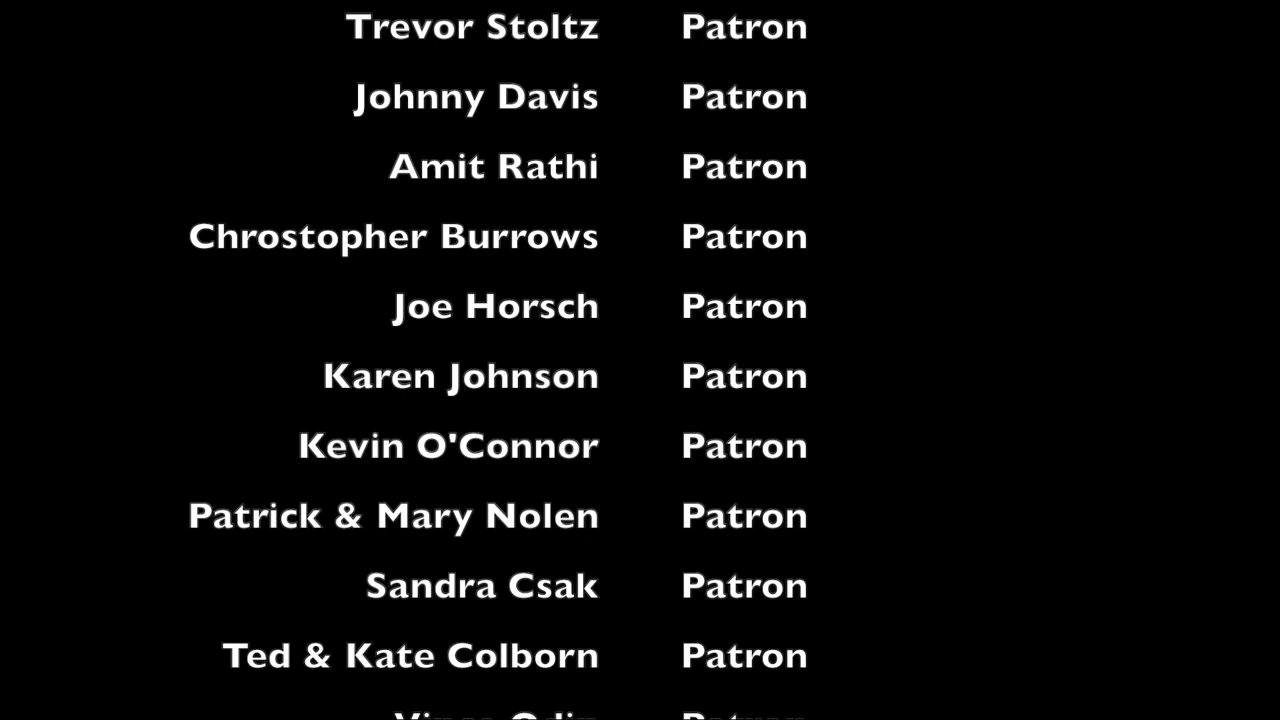 Trevor Stoltz Patron
Johnny Davis Patron
Amit Rathi Patron
Chrostopher Burrows Patron
Joe Horsch Patron
Karen Johnson Patron
Kevin O'Connor Patron
Patrick & Mary Nolen Patron
Sandra Csak Patron
Ted & Kate Colborn Patron